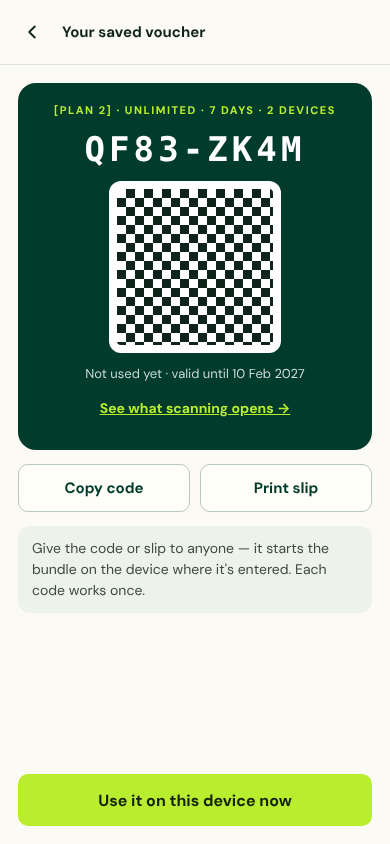 Your saved voucher
[PLAN 2] · UNLIMITED · 7 DAYS · 2 DEVICES
QF83-ZK4M
Not used yet · valid until 10 Feb 2027
See what scanning opens →
Copy code
Print slip
Give the code or slip to anyone — it starts the
bundle on the device where it's entered. Each
code works once.
Use it on this device now